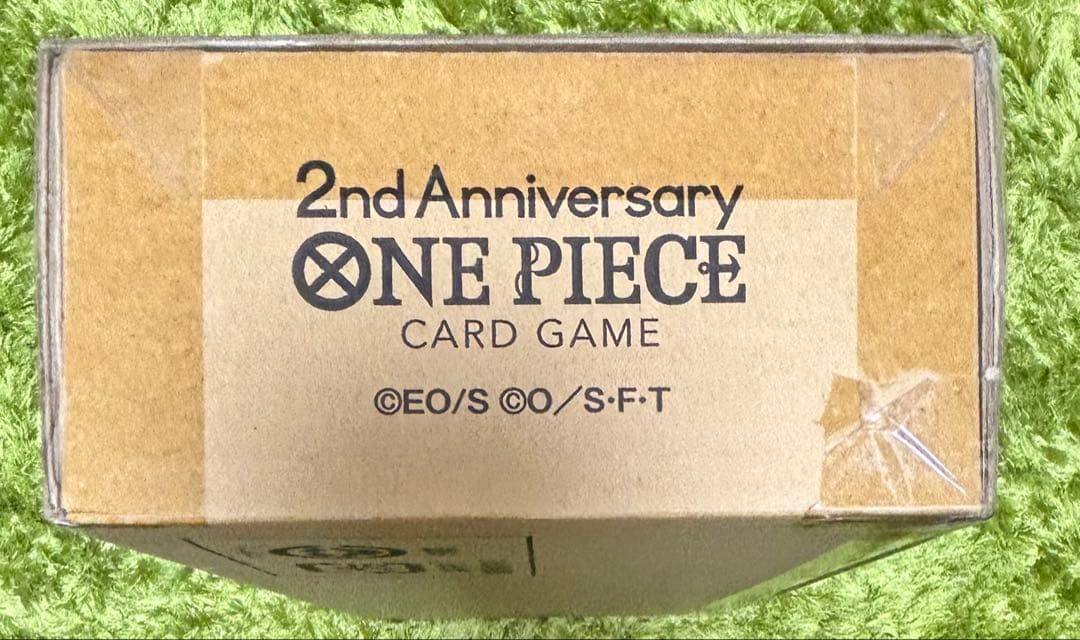 2nd Anniversary
ONE PIECE
CARD GAME
©EO/S ©O/S·F·T